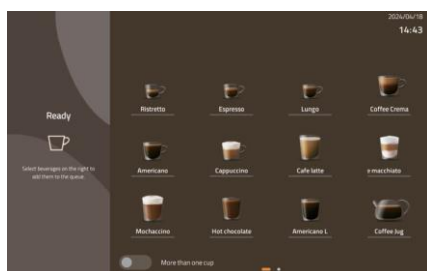 2024/04/18
14:43
Ristretto
Espresso
Lungo
Coffee Crema
Ready
Select beverages on the right to
add them to the queue.
Americano
Cappuccino
Cafe latte
e macchiato
Mochaccino
Hot chocolate
Americano L
Coffee Jug
More than one cup